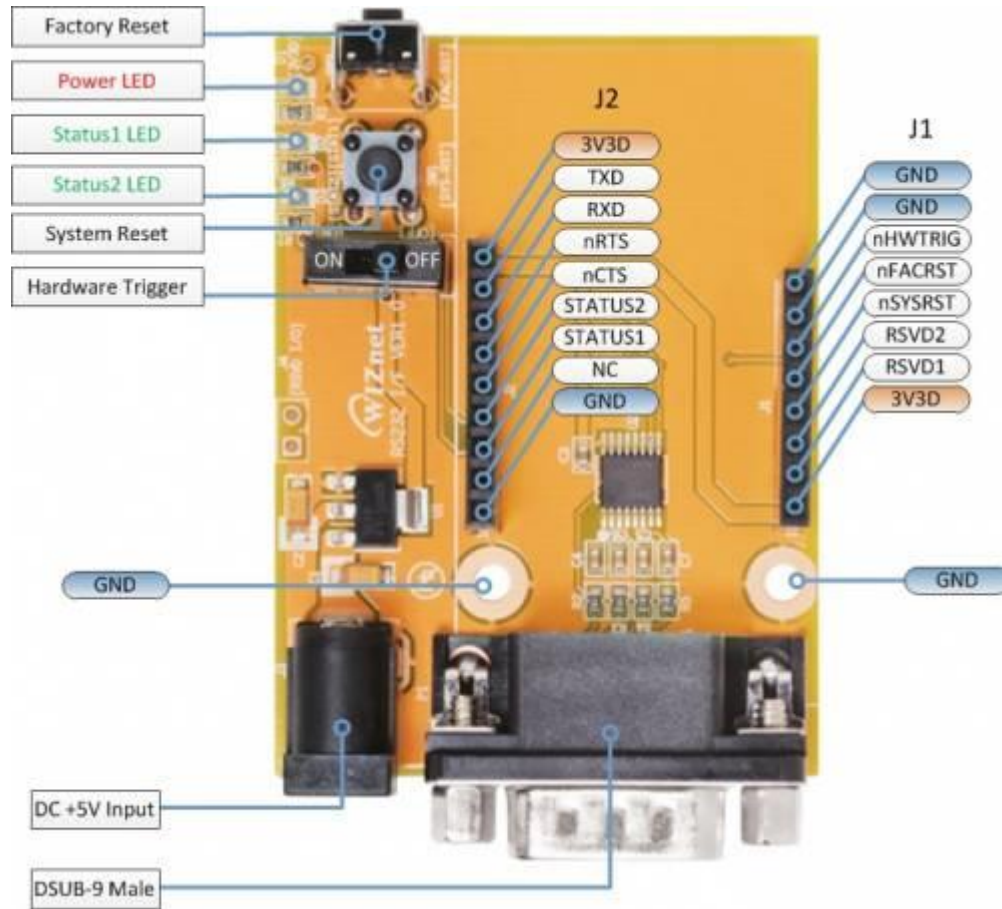 Factory Reset
Power LED
Status1 LED
Status2 LED
System Reset
Hardware Trigger
ON OFF
J2
3V3D
TXD
RXD
nRTS
nCTS
STATUS2
STATUS1
NC
GND
J1
GND
GND
nHWTRIG
nFACRST
nSYSRST
RSVD2
RSVD1
3V3D
WIZnet
RS232 I/F
GND
GND
DC +5V Input
DSUB-9 Male